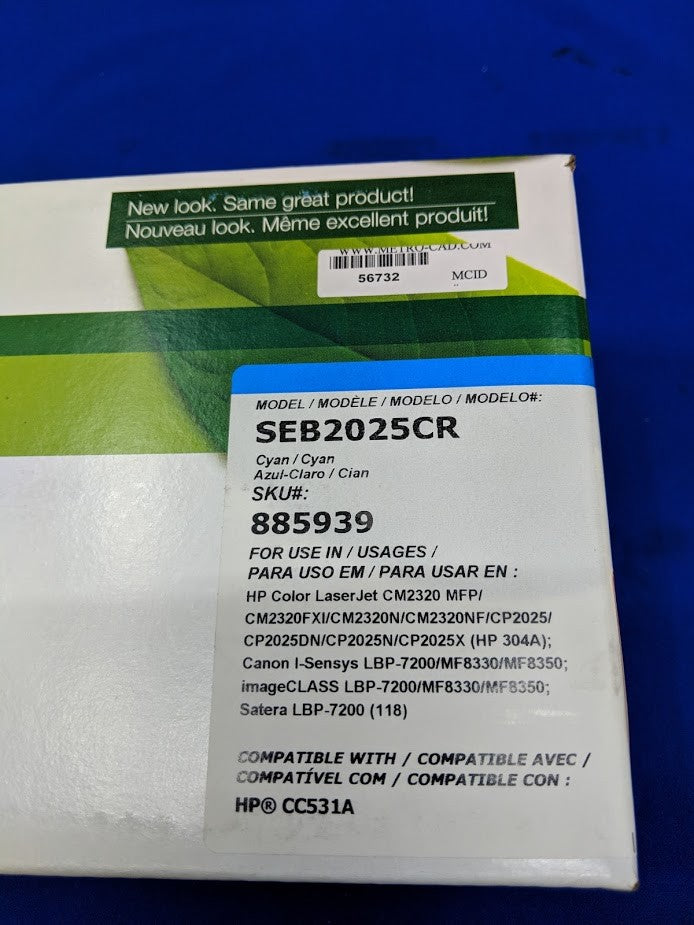 New look. Same great product!
Nouveau look. Même excellent produit!
WWW.METRO-CAD.COM
56732 MCID
MODEL / MODÈLE / MODELO / MODELO#:
SEB2025CR
Cyan / Cyan
Azul-Claro / Cian
SKU#:
885939
FOR USE IN / USAGES /
PARA USO EM / PARA USAR EN :
HP Color LaserJet CM2320 MFP/
CM2320FXI/CM2320N/CM2320NF/CP2025/
CP2025DN/CP2025N/CP2025X (HP 304A);
Canon I-Sensys LBP-7200/MF8330/MF8350;
imageCLASS LBP-7200/MF8330/MF8350;
Satera LBP-7200 (118)
COMPATIBLE WITH / COMPATIBLE AVEC /
COMPATÍVEL COM / COMPATIBLE CON :
HP® CC531A